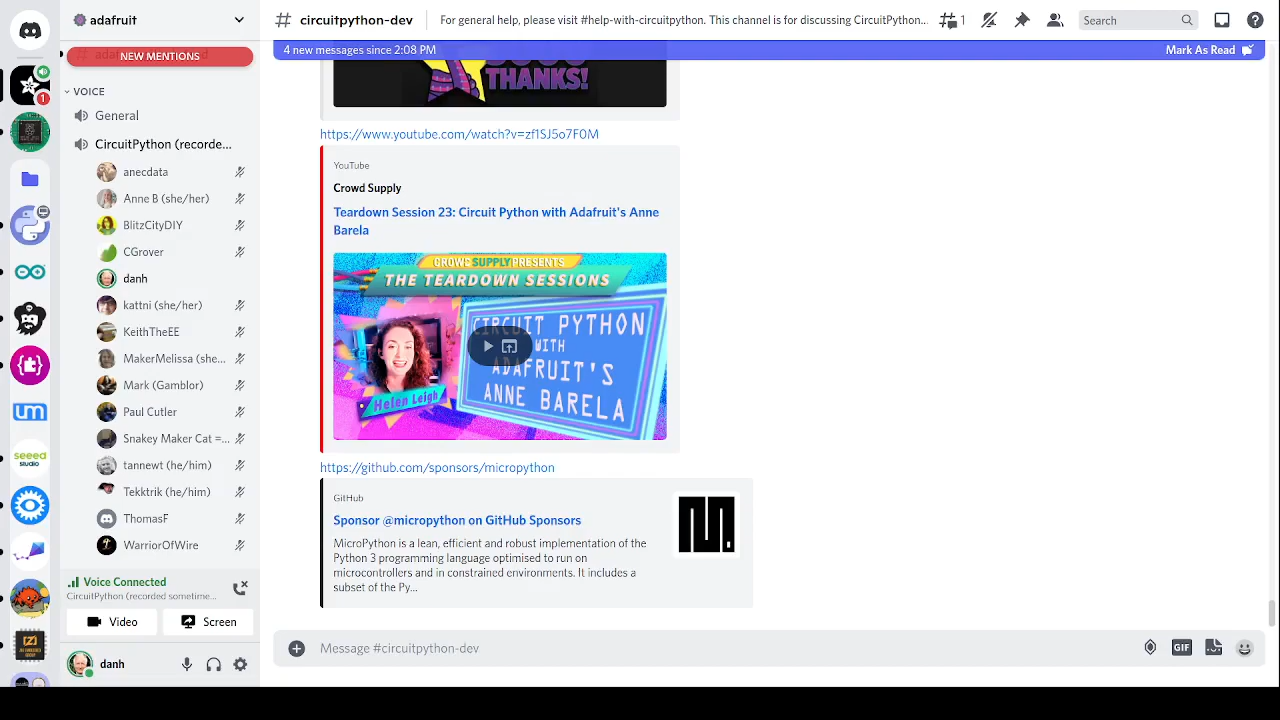 adafruit
NEW MENTIONS
1
VOICE
General
CircuitPython (recorde...
anecdata
Anne B (she/her)
BlitzCityDIY
CGrover
danh
kattni (she/her)
KeithTheEE
MakerMelissa (she...
Mark (Gamblor)
Paul Cutler
Snakey Maker Cat =...
tannewt (he/him)
Tekktrik (he/him)
ThomasF
WarriorOfWire
um
seeed
studio
Voice Connected
CircuitPython (recorded sometime...
Video
Screen
danh
# circuitpython-dev
For general help, please visit #help-with-circuitpython. This channel is for discussing CircuitPython...
1
Search
4 new messages since 2:08 PM
Mark As Read
THANKS!
https://www.youtube.com/watch?v=zf1SJ5o7F0M
YouTube
Crowd Supply
Teardown Session 23: Circuit Python with Adafruit's Anne
Barela
CROWD SUPPLY PRESENTS
THE TEARDOWN SESSIONS
CIRCUIT PYTHON
WITH
ADAFRUIT'S
ANNE BARELA
Helen Leigh
https://github.com/sponsors/micropython
GitHub
Sponsor @micropython on GitHub Sponsors
MicroPython is a lean, efficient and robust implementation of the
Python 3 programming language optimised to run on
microcontrollers and in constrained environments. It includes a
subset of the Py...
Message #circuitpython-dev
GIF